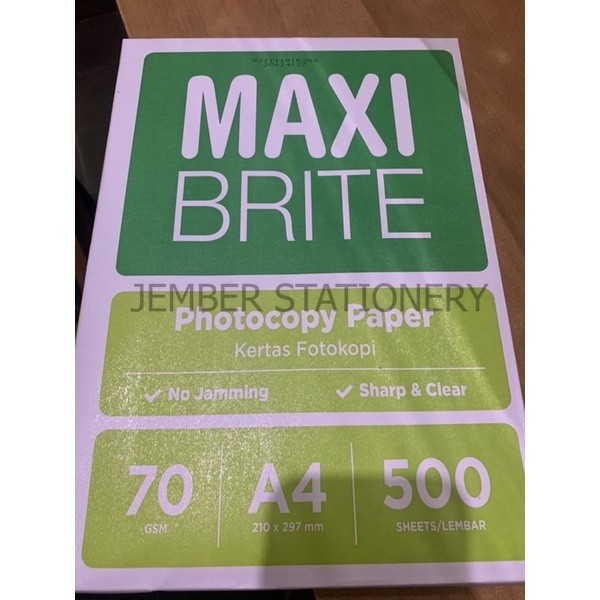 MAXI
BRITE
JEMBER STATIONERY
Photocopy Paper
Kertas Fotokopi
✓ No Jamming ✓ Sharp & Clear
70 A4 500
GSM 210 x 297 mm SHEETS/LEMBAR